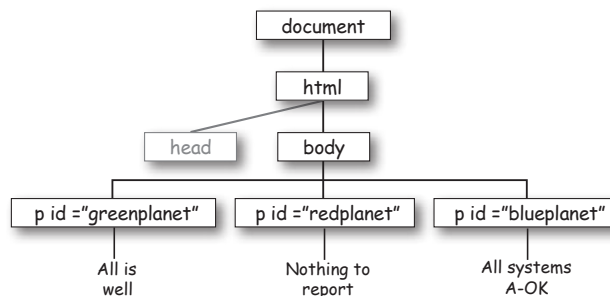 document
html
head
body
p id =”greenplanet”
p id =”redplanet”
p id =”blueplanet”
All is
well
Nothing to
report
All systems
A-OK